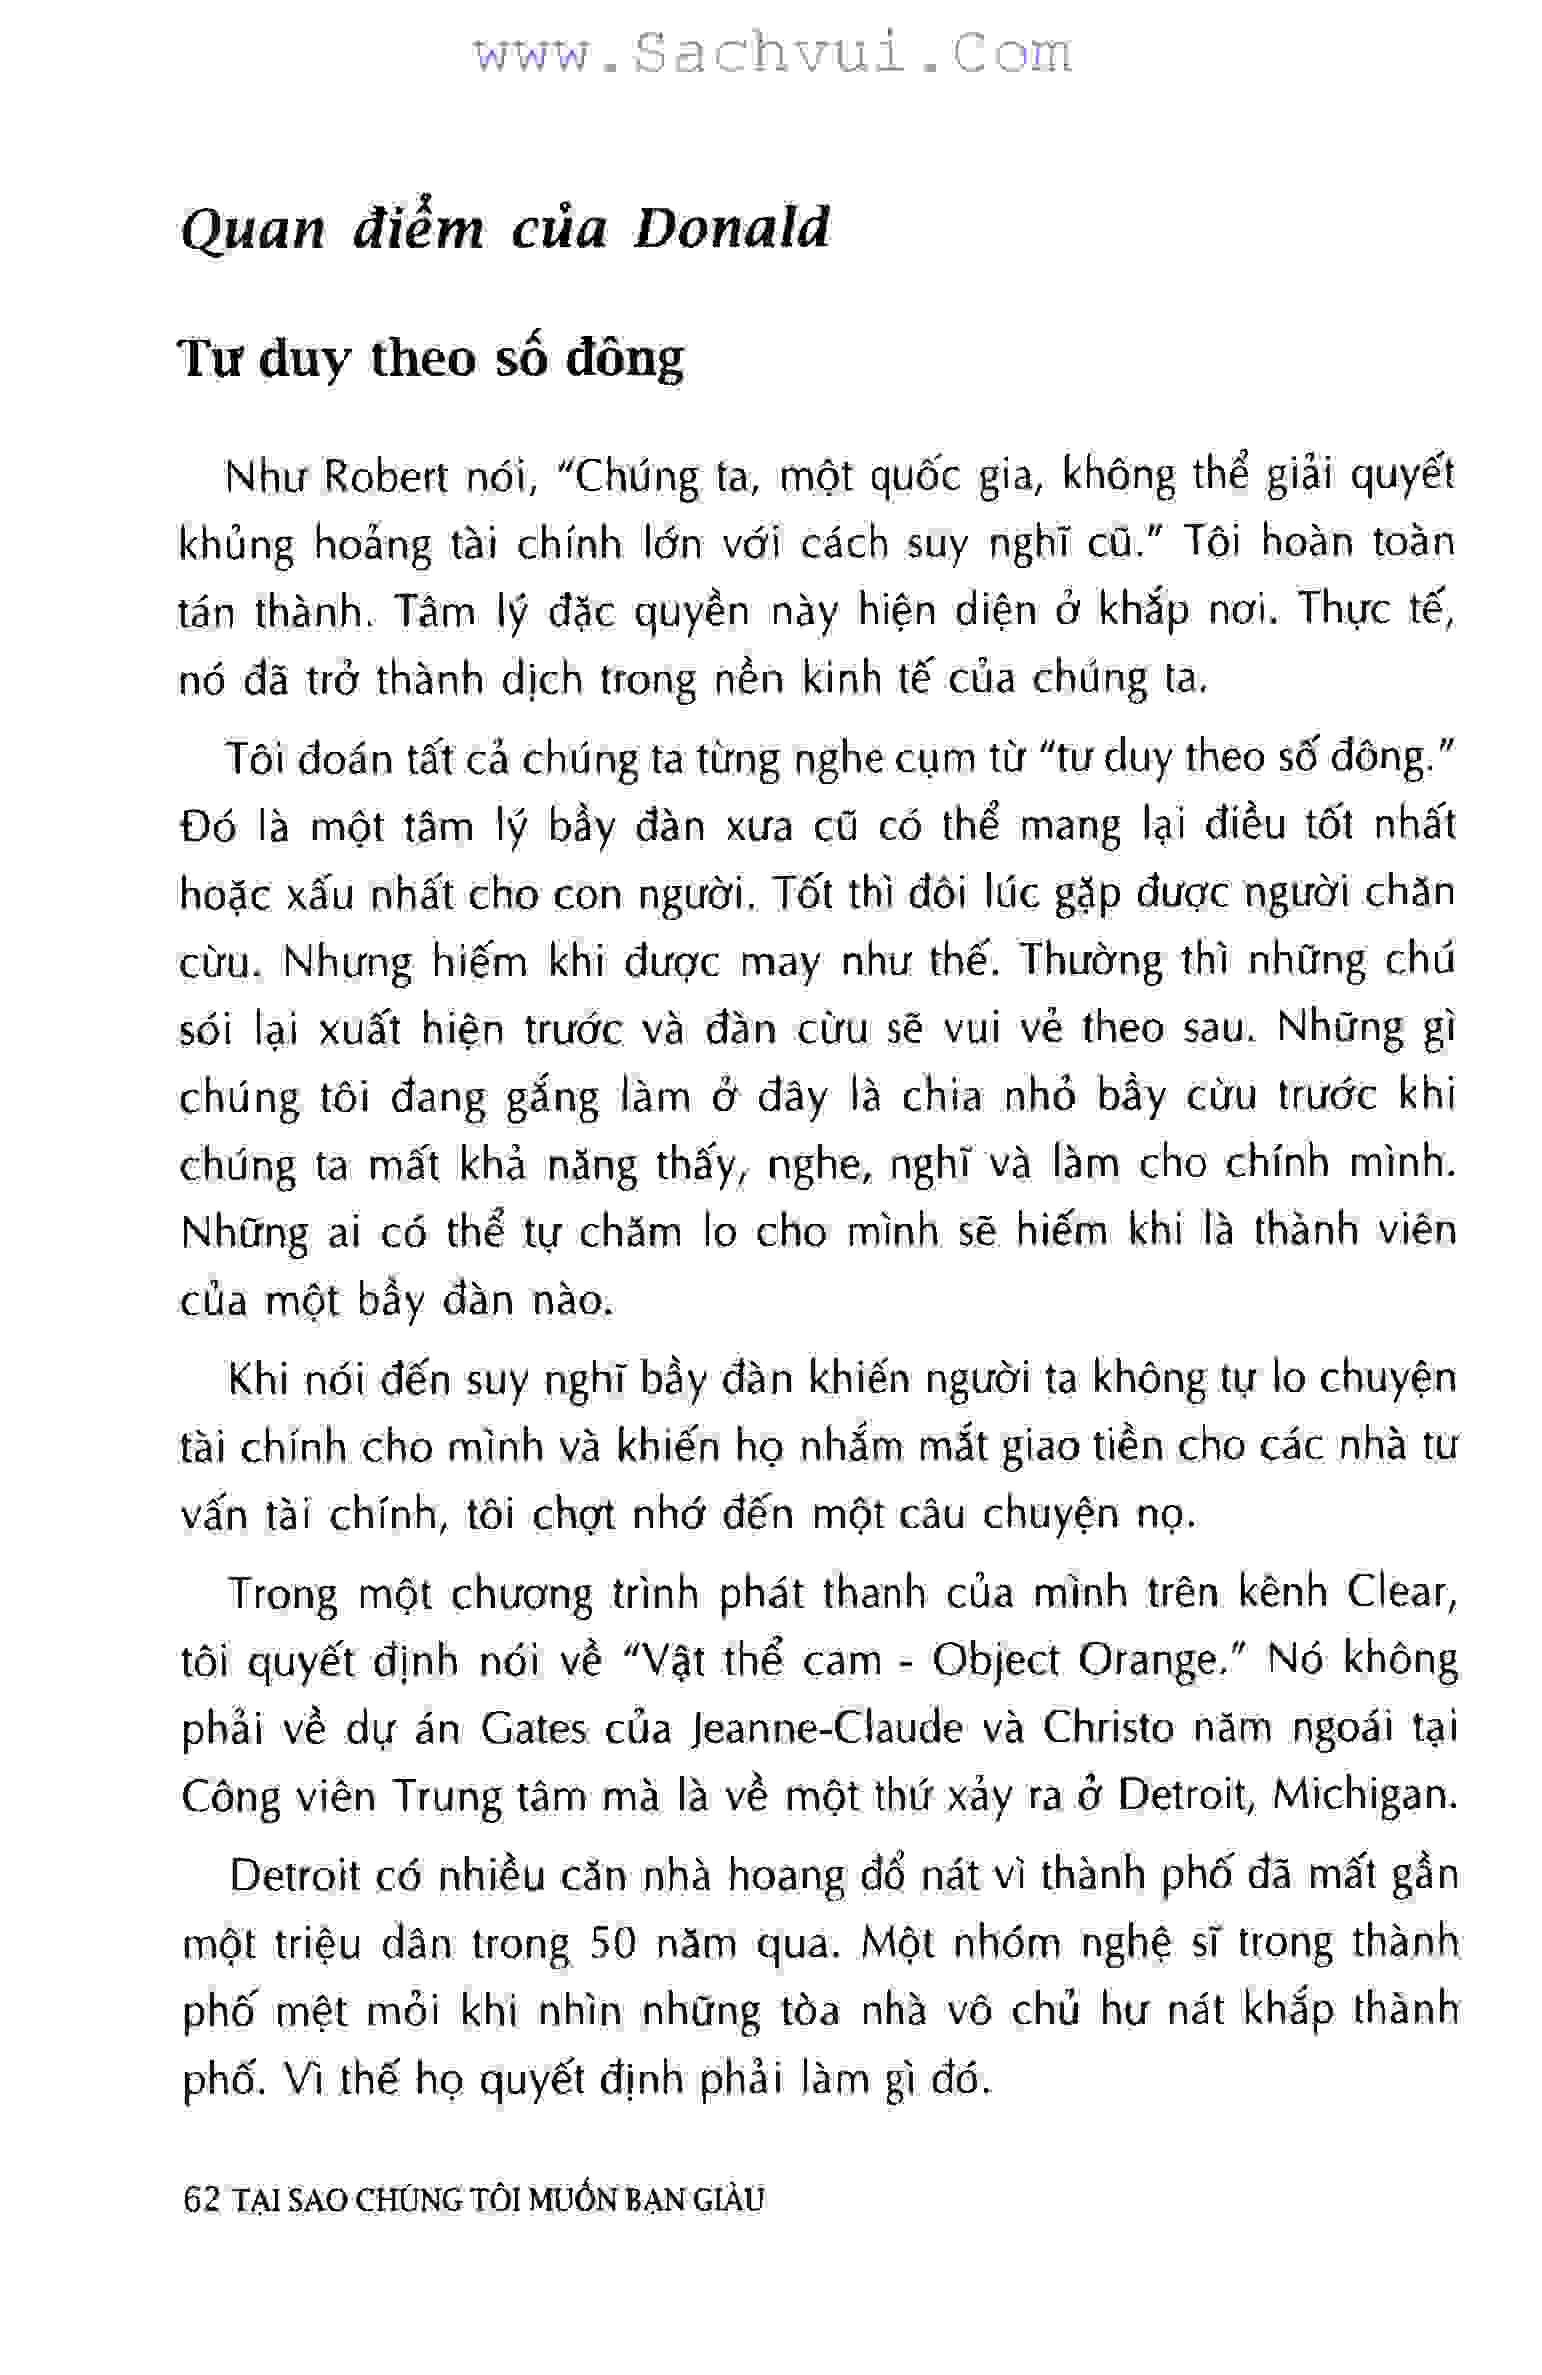 www.Sachvui.Com
Quan điểm của Donald
Tư duy theo số đông
Như Robert nói, "Chúng ta, một quốc gia, không thể giải quyết
khủng hoảng tài chính lớn với cách suy nghĩ cũ." Tôi hoàn toàn
tán thành. Tâm lý đặc quyền này hiện diện ở khắp nơi. Thực tế,
nó đã trở thành dịch trong nền kinh tế của chúng ta.
Tôi đoán tất cả chúng ta từng nghe cụm từ "tư duy theo số đông."
Đó là một tâm lý bầy đàn xưa cũ có thể mang lại điều tốt nhất
hoặc xấu nhất cho con người. Tốt thì đôi lúc gặp được người chăn
cừu. Nhưng hiếm khi được may như thế. Thường thì những chú
sói lại xuất hiện trước và đàn cừu sẽ vui vẻ theo sau. Những gì
chúng tôi đang gắng làm ở đây là chia nhỏ bầy cừu trước khi
chúng ta mất khả năng thấy, nghe, nghĩ và làm cho chính mình.
Những ai có thể tự chăm lo cho mình sẽ hiếm khi là thành viên
của một bầy đàn nào.
Khi nói đến suy nghĩ bầy đàn khiến người ta không tự lo chuyện
tài chính cho mình và khiến họ nhắm mắt giao tiền cho các nhà tư
vấn tài chính, tôi chợt nhớ đến một câu chuyện nọ.
Trong một chương trình phát thanh của mình trên kênh Clear,
tôi quyết định nói về "Vật thể cam - Object Orange." Nó không
phải về dự án Gates của Jeanne-Claude và Christo năm ngoái tại
Công viên Trung tâm mà là về một thứ xảy ra ở Detroit, Michigan.
Detroit có nhiều căn nhà hoang đổ nát vì thành phố đã mất gần
một triệu dân trong 50 năm qua. Một nhóm nghệ sĩ trong thành
phố mệt mỏi khi nhìn những tòa nhà vô chủ hư nát khắp thành
phố. Vì thế họ quyết định phải làm gì đó.
62 TẠI SAO CHÚNG TÔI MUỐN BẠN GIÀU